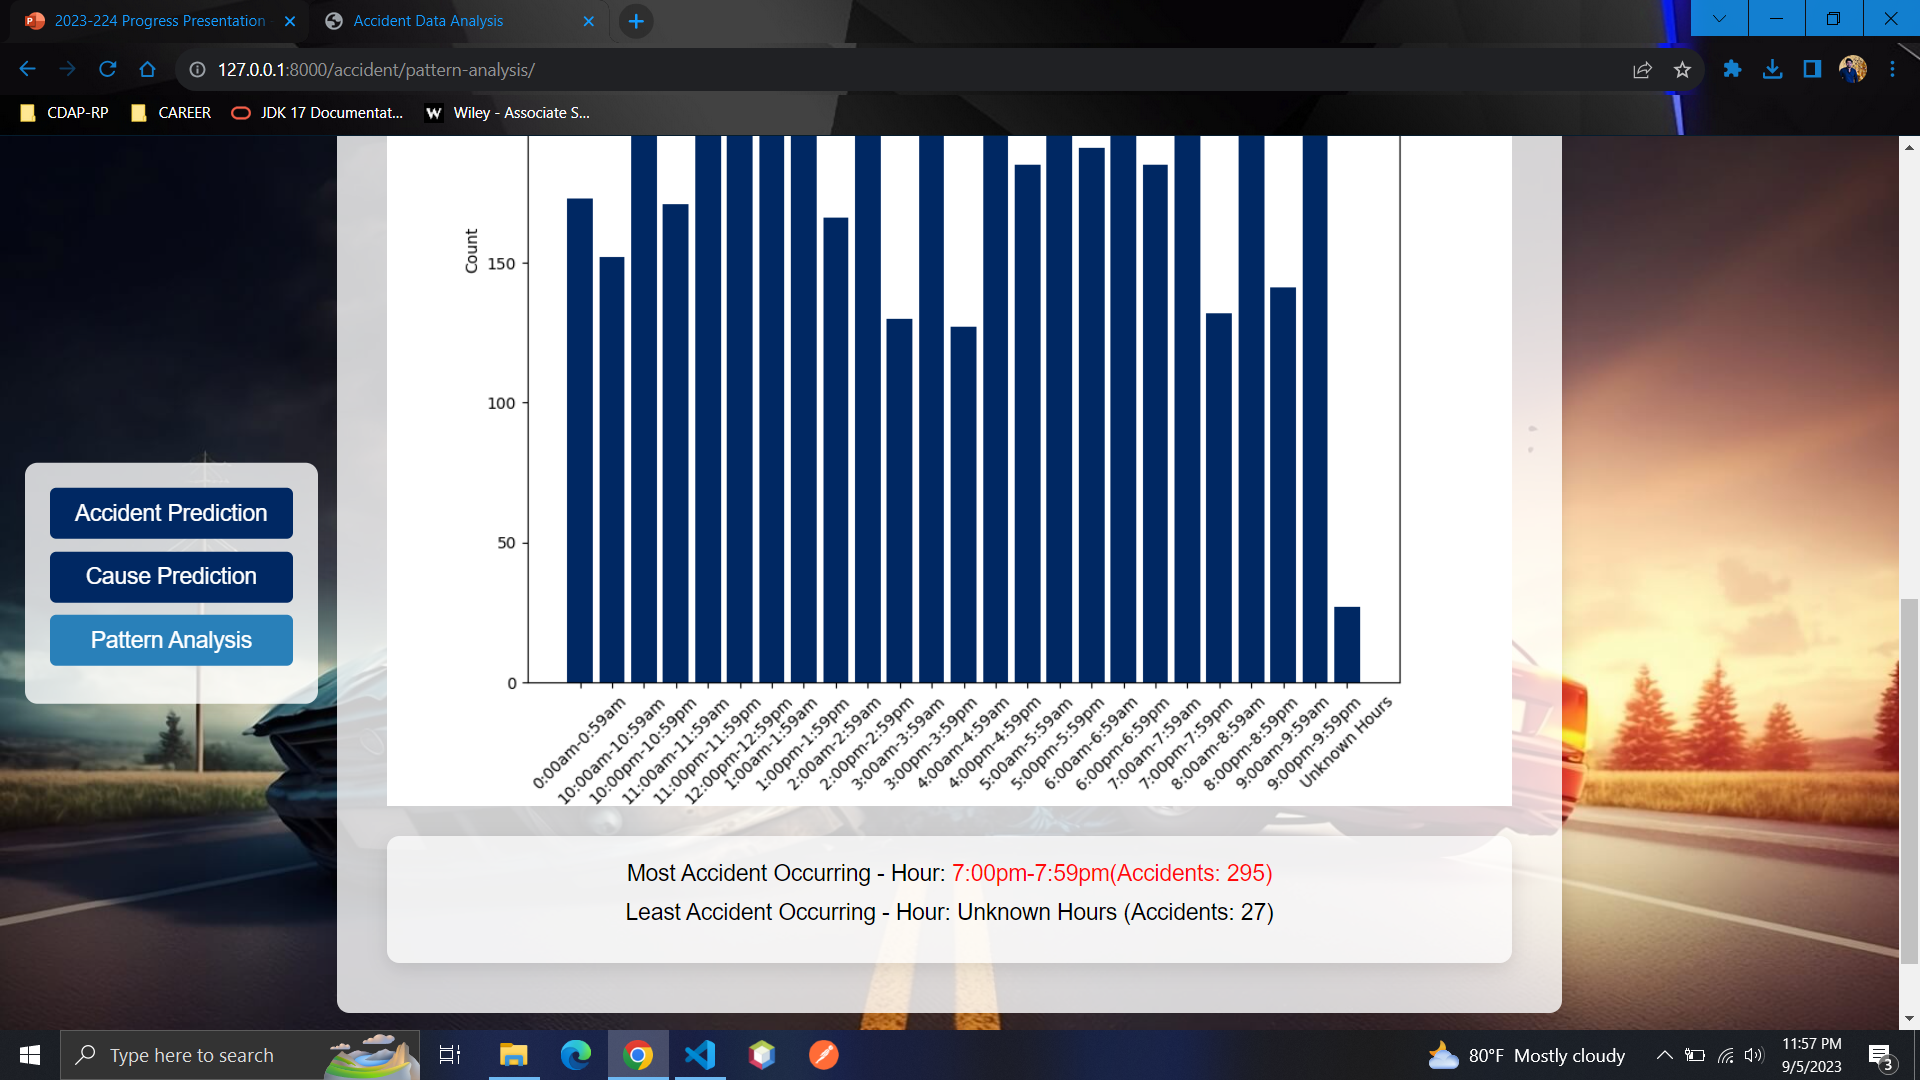 2023-224 Progress Presentation
Accident Data Analysis
127.0.0.1:8000/accident/pattern-analysis/
CDAP-RP
CAREER
JDK 17 Documentat...
W
Wiley - Associate S...
Accident Prediction
Cause Prediction
Pattern Analysis
Count
150
100
50
0
0:00am-0:59am
10:00am-10:59am
10:00pm-10:59pm
11:00am-11:59am
11:00pm-11:59pm
12:00pm-12:59pm
1:00am-1:59am
1:00pm-1:59pm
2:00am-2:59am
2:00pm-2:59pm
3:00am-3:59am
3:00pm-3:59pm
4:00am-4:59am
4:00pm-4:59pm
5:00am-5:59am
5:00pm-5:59pm
6:00am-6:59am
6:00pm-6:59pm
7:00am-7:59am
7:00pm-7:59pm
8:00am-8:59am
8:00pm-8:59pm
9:00am-9:59am
9:00pm-9:59pm
Unknown Hours
Most Accident Occurring - Hour: 7:00pm-7:59pm(Accidents: 295)
Least Accident Occurring - Hour: Unknown Hours (Accidents: 27)
Type here to search
80°F Mostly cloudy
11:57 PM
9/5/2023
3